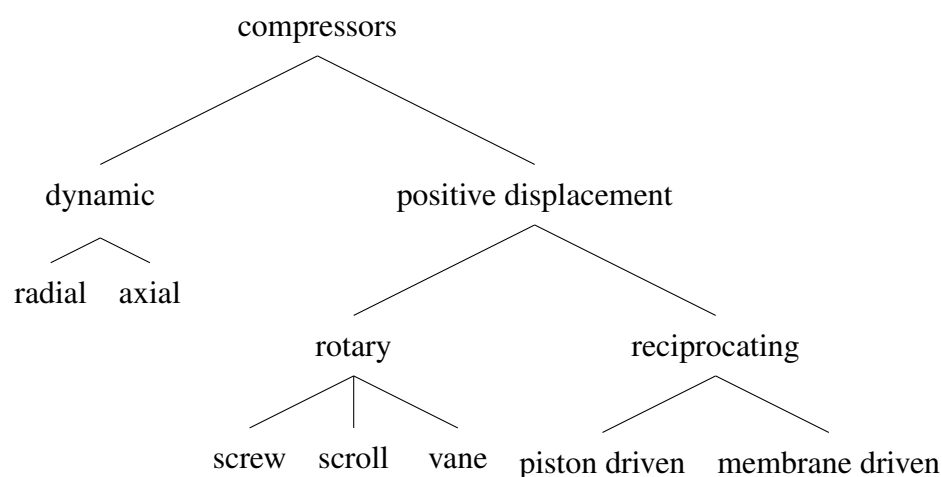 compressors
dynamic positive displacement
radial axial
rotary reciprocating
screw scroll vane piston driven membrane driven